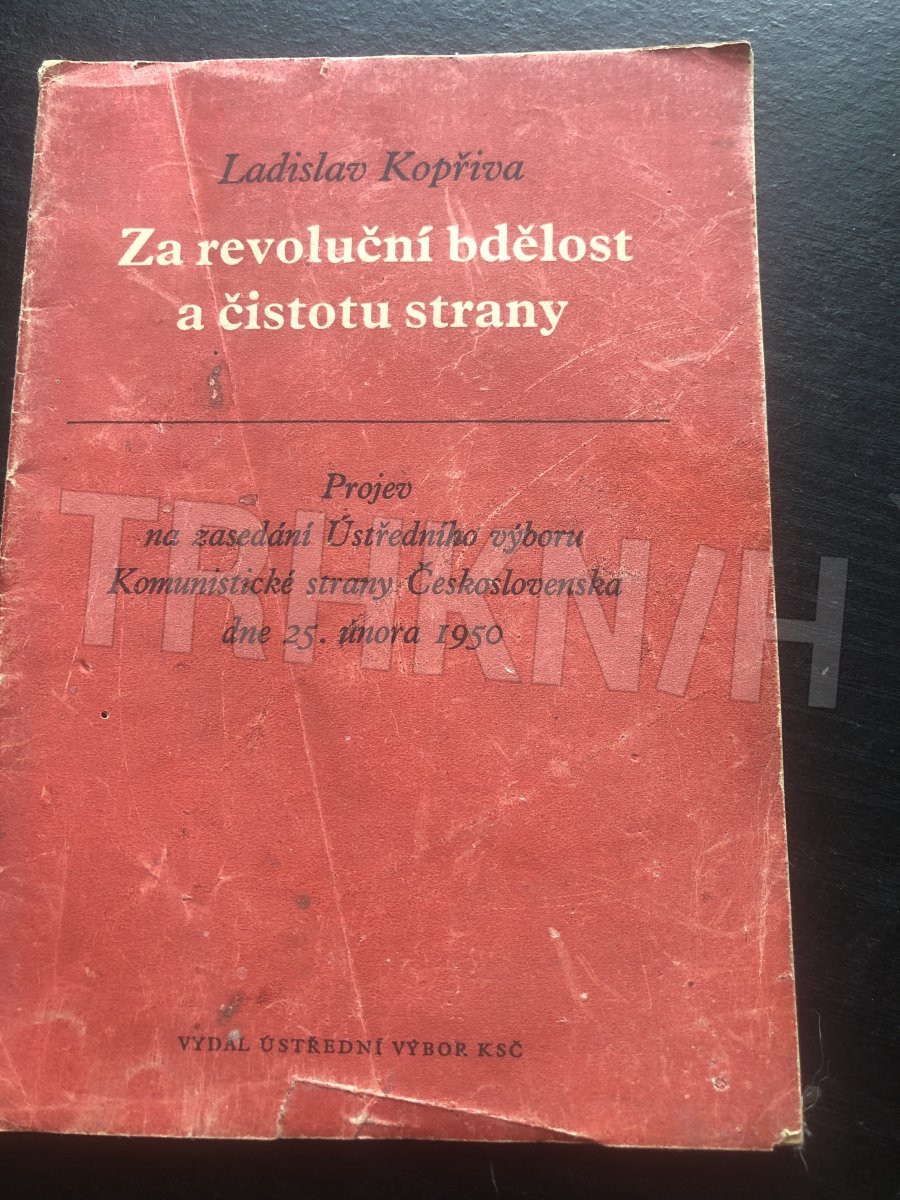 Ladislav Kopřiva
Za revoluční bdělost
a čistotu strany
Projev
na zasedání Ústředního výboru
Komunistické strany Československa
dne 25. února 1950
TRHKN/H
VYDAL ÚSTŘEDNÍ VÝBOR KSČ